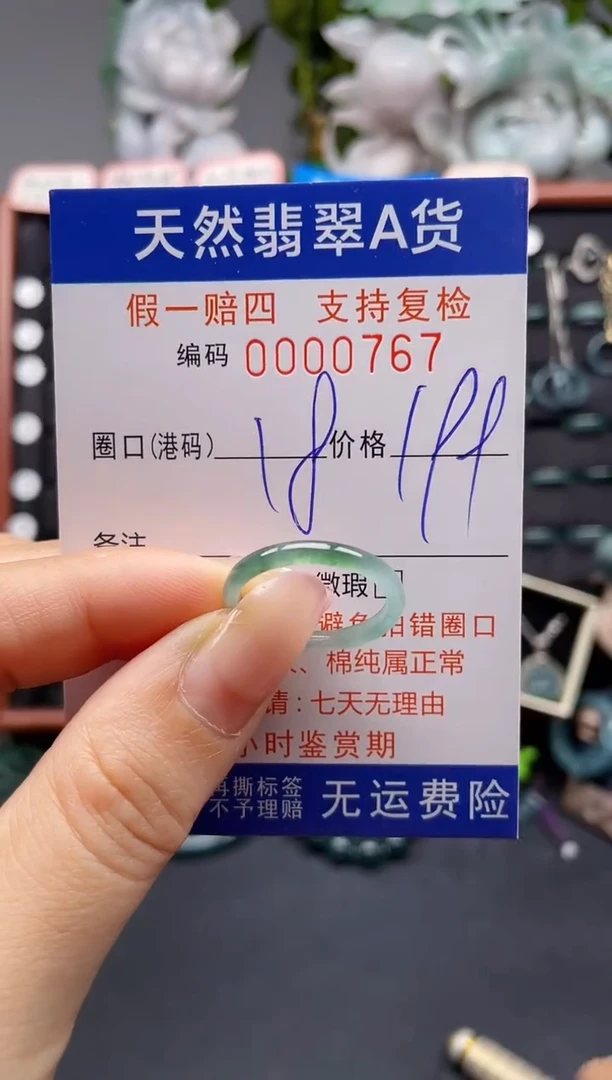 天然翡翠A货
假一赔四 支持复检
编码 0000767
圈口(港码) 18 价格 199
备注
微瑕
避免拍错圈口
、棉纯属正常
请:七天无理由
小时鉴赏期
再撕标签
不予理赔
无运费险